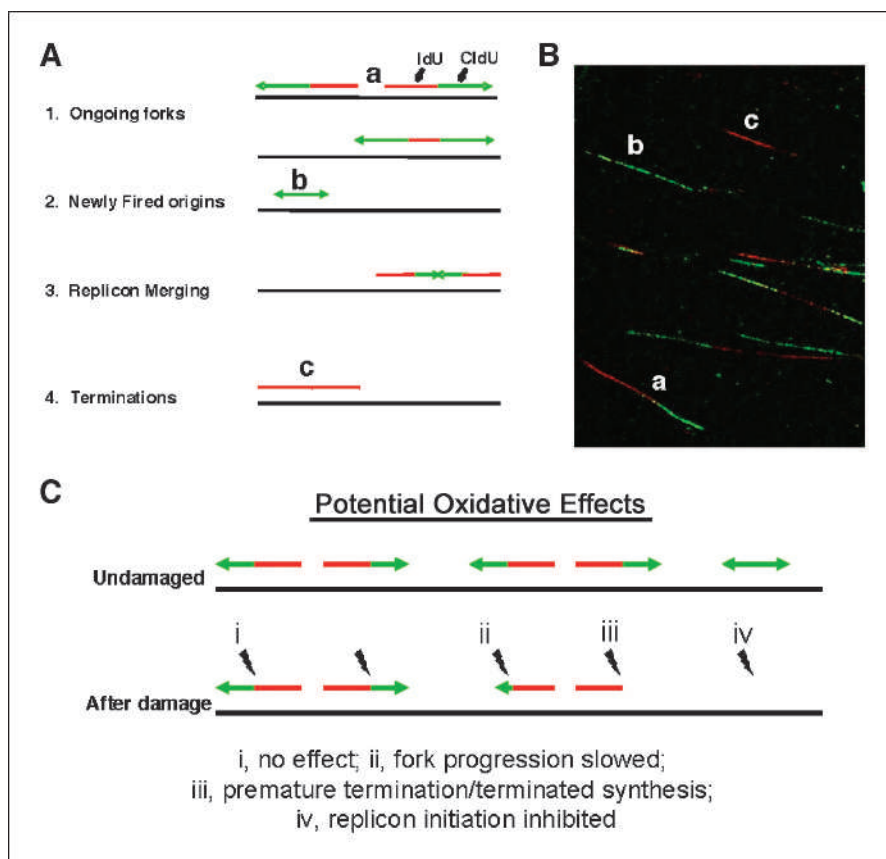 A
B
IdU
CldU
a
1. Ongoing forks
b
2. Newly Fired origins
3. Replicon Merging
c
4. Terminations
b
c
a
C
Potential Oxidative Effects
Undamaged
i
ii
iii
iv
After damage
i, no effect; ii, fork progression slowed;
iii, premature termination/terminated synthesis;
iv, replicon initiation inhibited